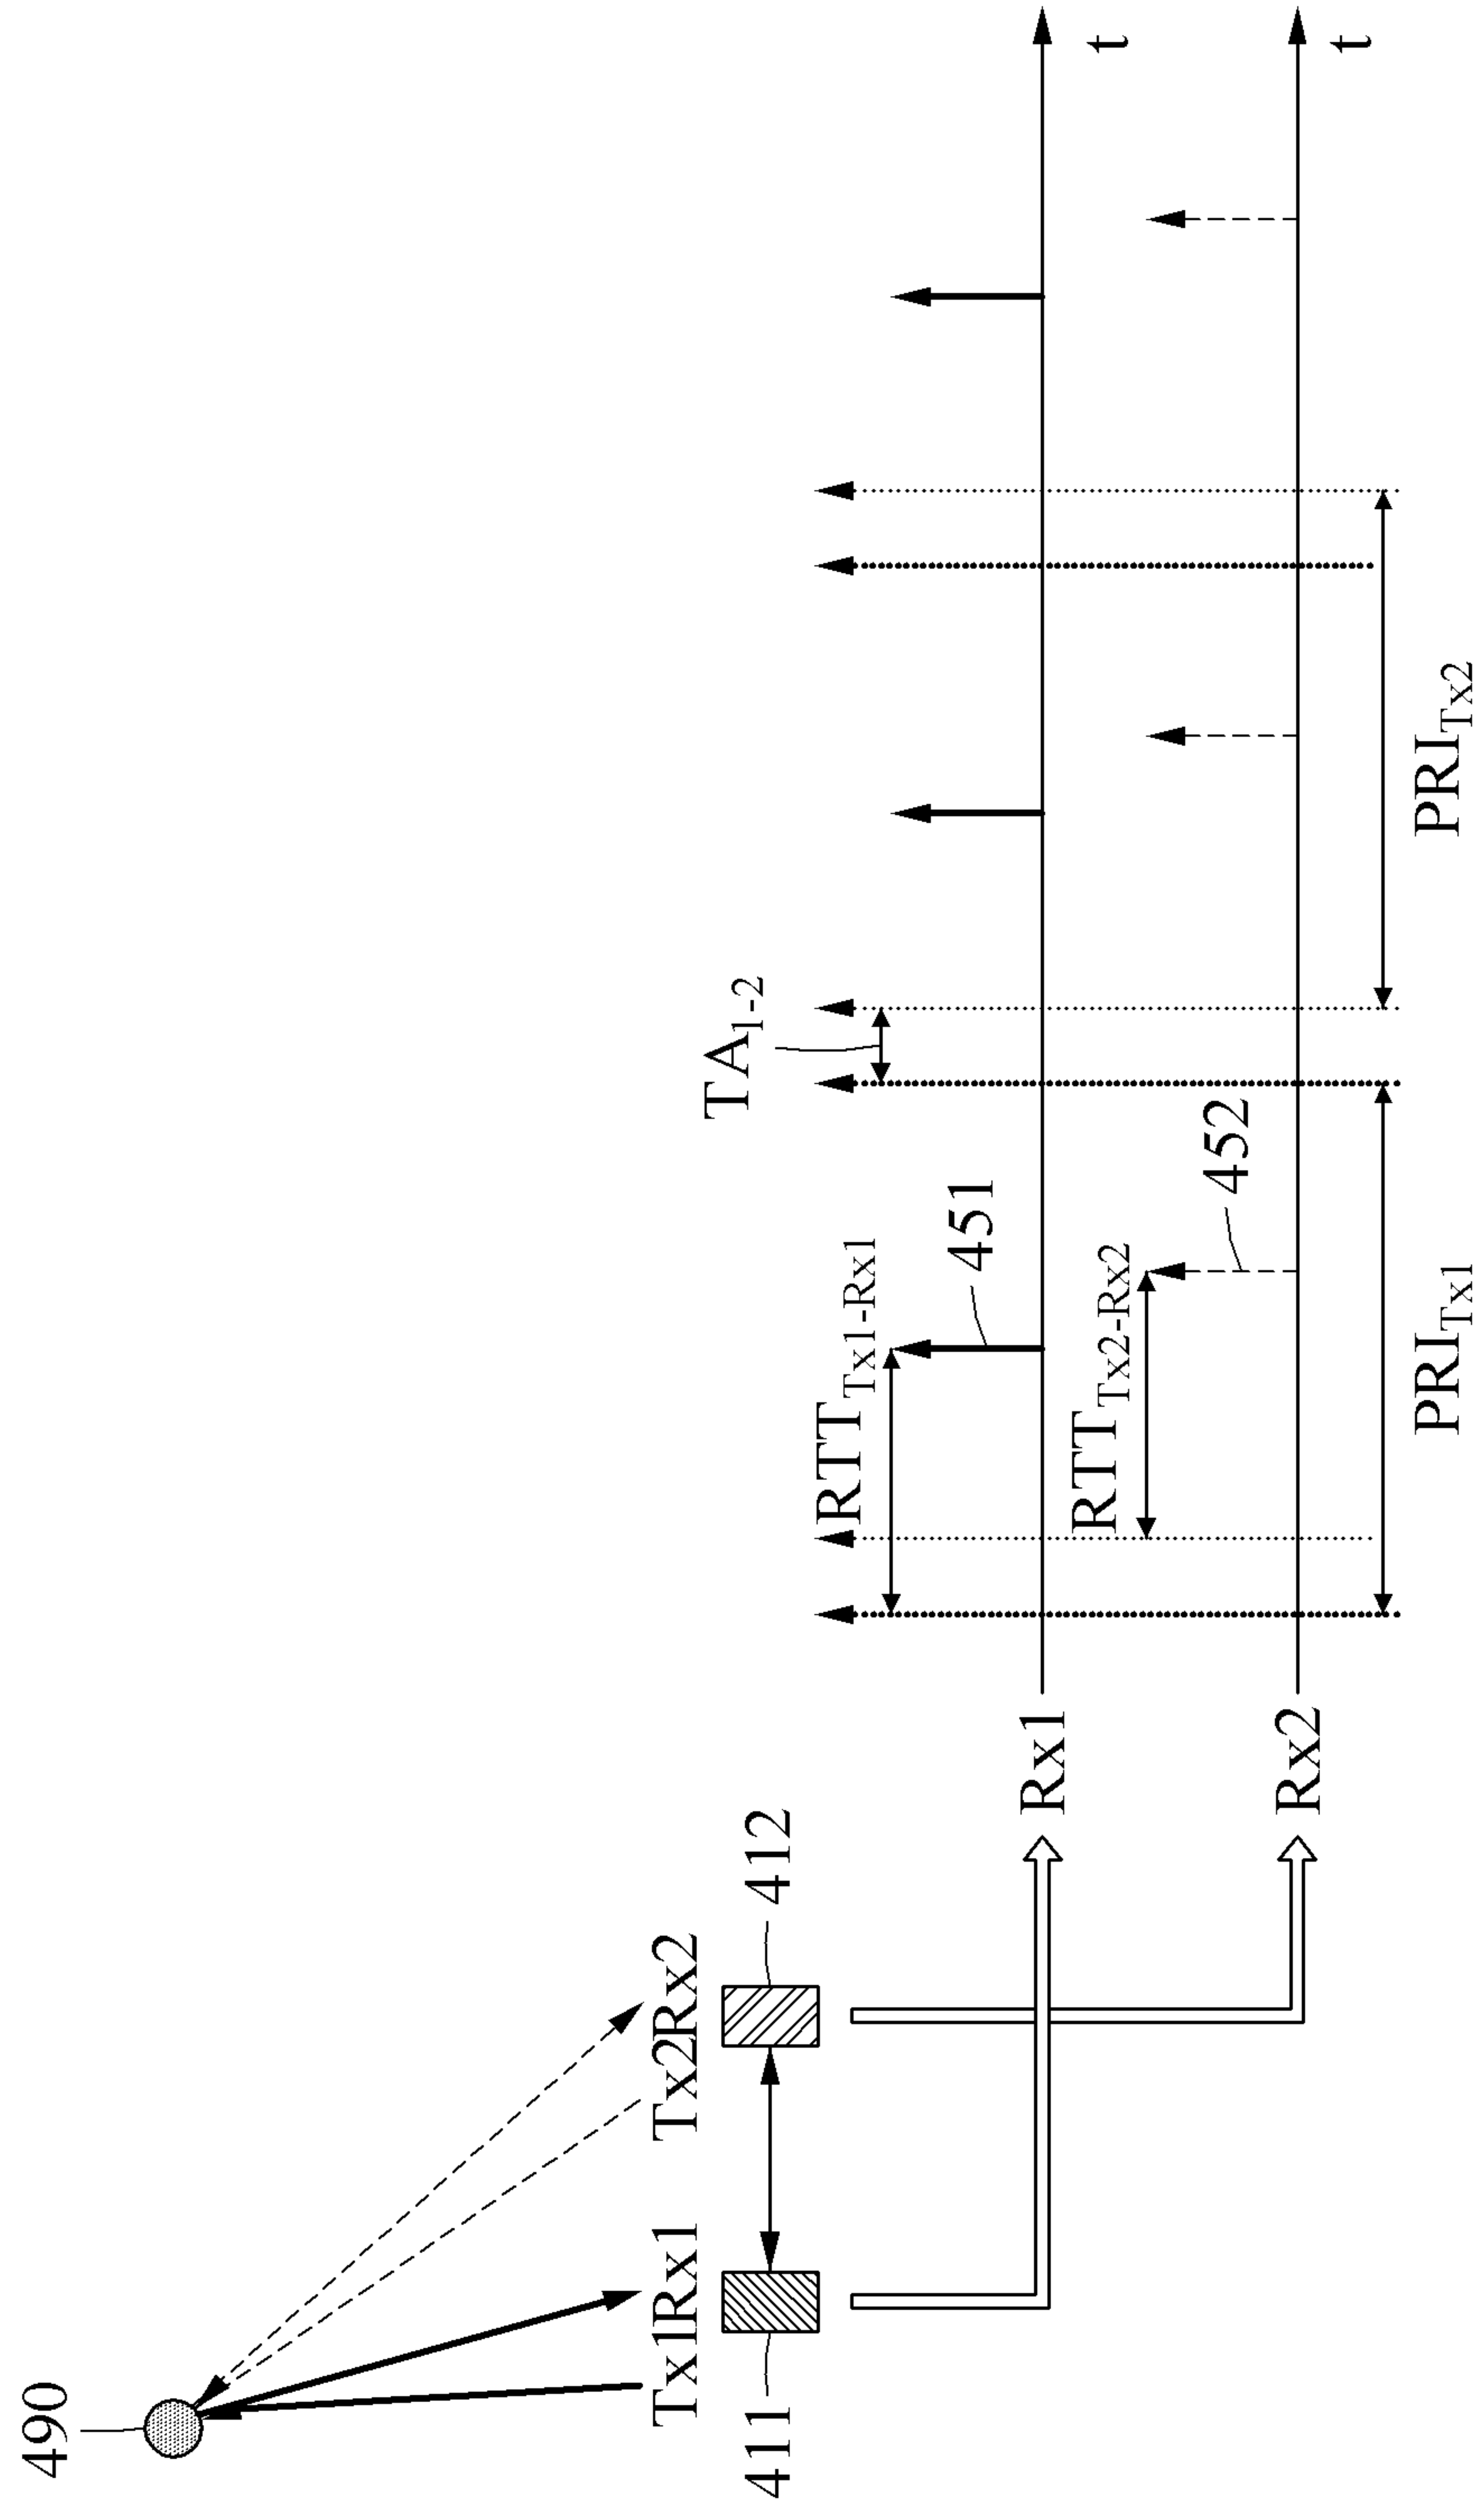 490
Tx1Rx1
Tx2Rx2
411
412
TA1-2
RTTTx1-Rx1
451
Rx1
t
RTTTx2-Rx2
452
Rx2
t
PRITx1
PRITx2